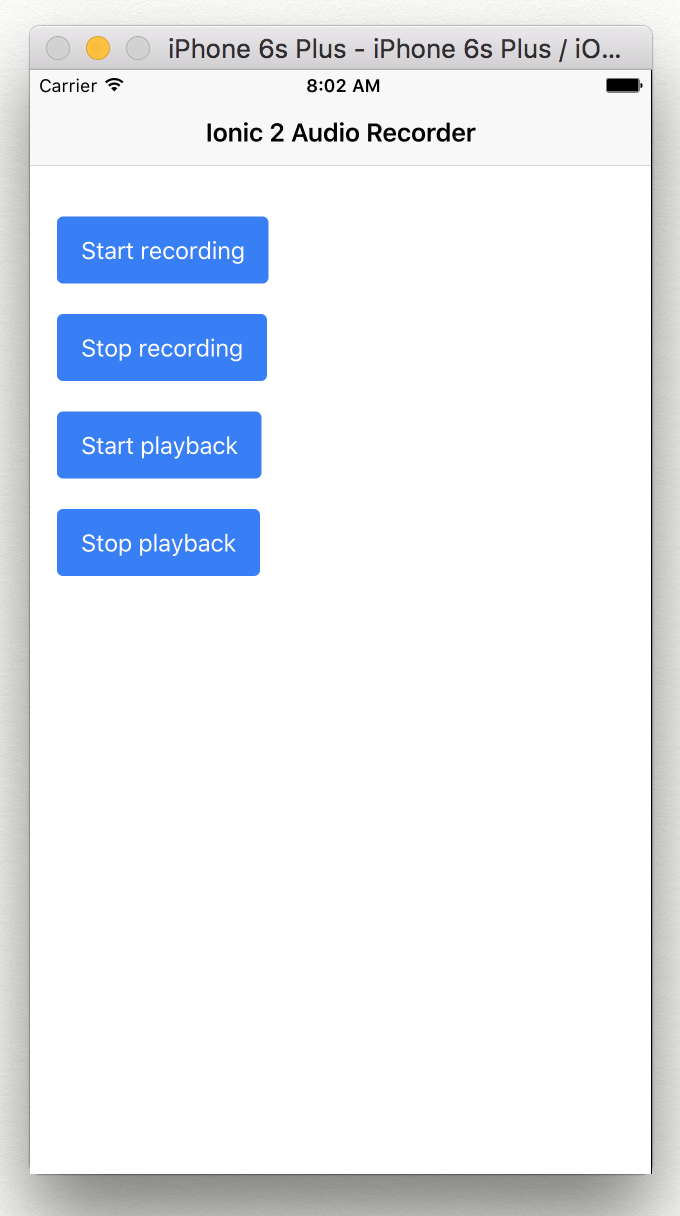 iPhone 6s Plus - iPhone 6s Plus / iO...
Carrier 8:02 AM
Ionic 2 Audio Recorder
Start recording
Stop recording
Start playback
Stop playback